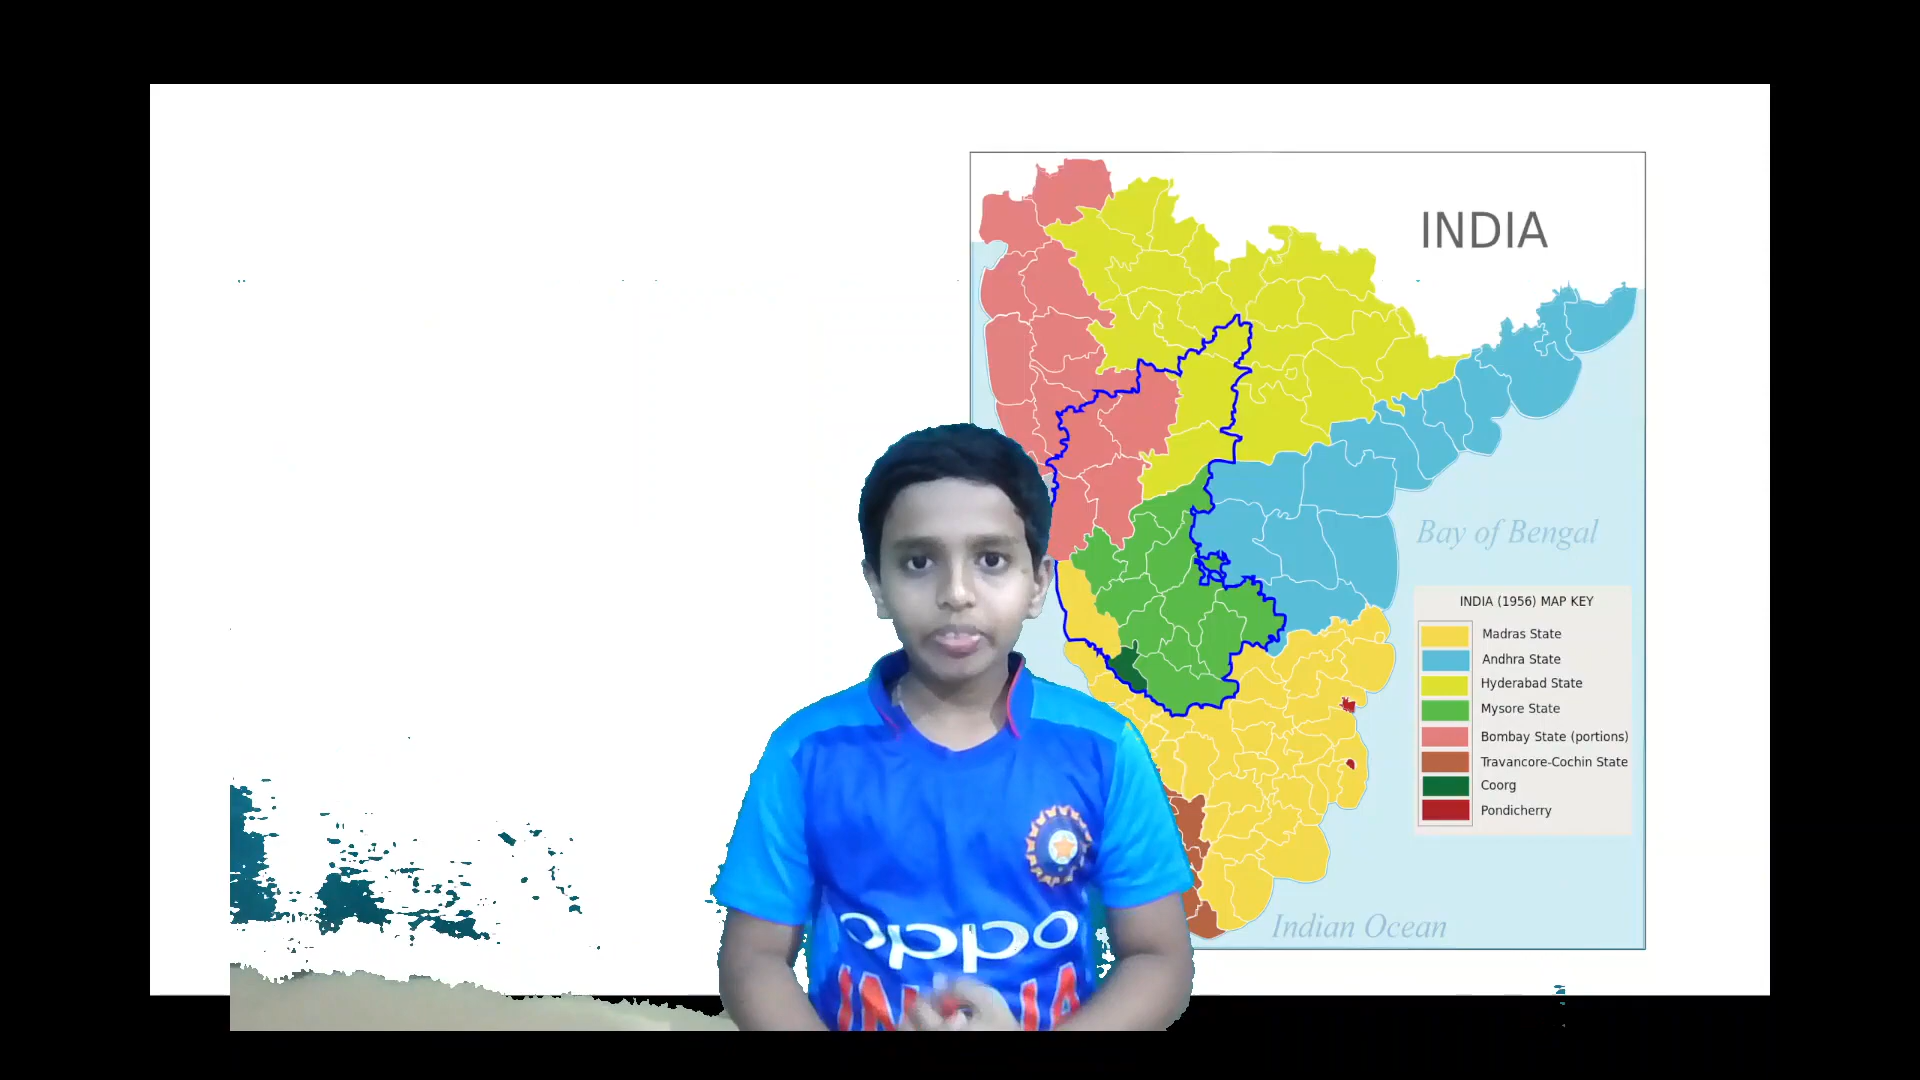 INDIA
Bay of Bengal
INDIA (1956) MAP KEY
Madras State
Andhra State
Hyderabad State
Mysore State
Bombay State (portions)
Travancore-Cochin State
Coorg
Pondicherry
Indian Ocean
oppo
INDIA